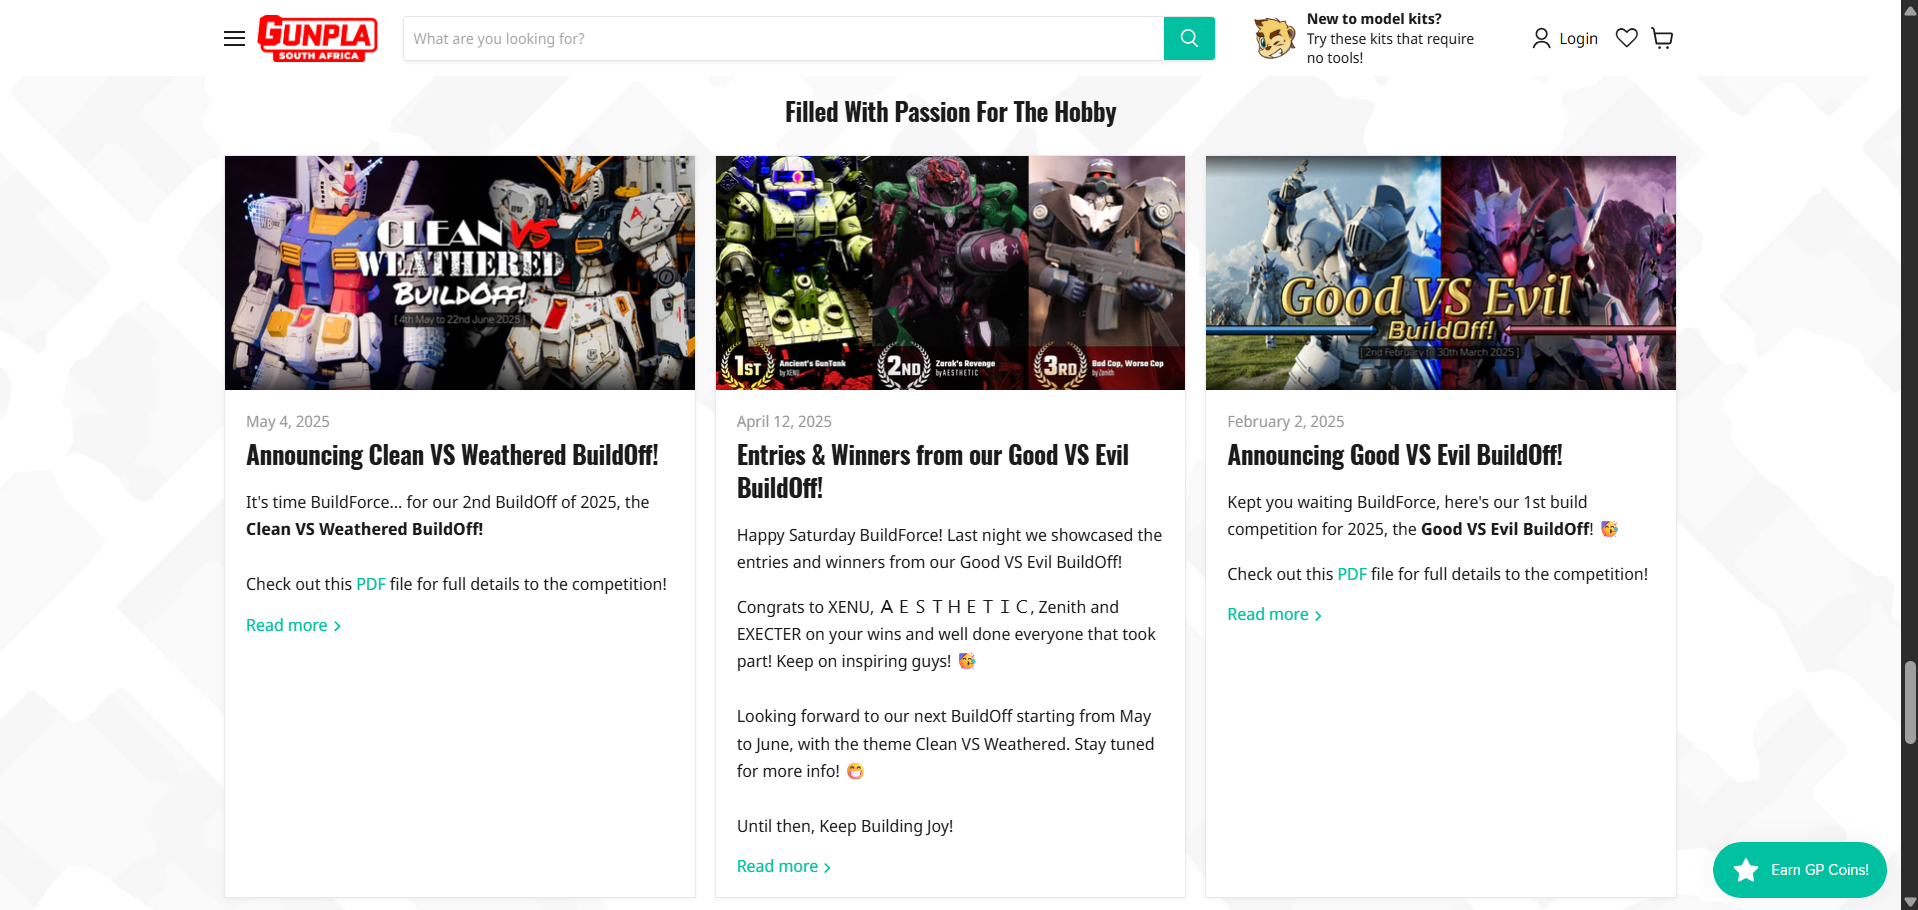 GUNPLA
SOUTH AFRICA
What are you looking for?
New to model kits?
Try these kits that require
no tools!
Login
Filled With Passion For The Hobby
CLEAN VS
WEATHERED
BUILDOFF!
[ 4th May to 22nd June 2025 ]
May 4, 2025
Announcing Clean VS Weathered BuildOff!
It's time BuildForce... for our 2nd BuildOff of 2025, the
Clean VS Weathered BuildOff!
Check out this PDF file for full details to the competition!
Read more
1ST
Ancient's GunTank
by XENU
2ND
Zarak's Revenge
by AESTHETIC
3RD
Bad Cop, Worse Cop
by Zenith
April 12, 2025
Entries & Winners from our Good VS Evil
BuildOff!
Happy Saturday BuildForce! Last night we showcased the
entries and winners from our Good VS Evil BuildOff!
Congrats to XENU, ＡＥＳＴＨＥＴＩＣ, Zenith and
EXECTER on your wins and well done everyone that took
part! Keep on inspiring guys! 🥳
Looking forward to our next BuildOff starting from May
to June, with the theme Clean VS Weathered. Stay tuned
for more info! 😁
Until then, Keep Building Joy!
Read more
Good VS Evil
BuildOff!
[ 2nd February to 30th March 2025 ]
February 2, 2025
Announcing Good VS Evil BuildOff!
Kept you waiting BuildForce, here's our 1st build
competition for 2025, the Good VS Evil BuildOff! 🥳
Check out this PDF file for full details to the competition!
Read more
Earn GP Coins!